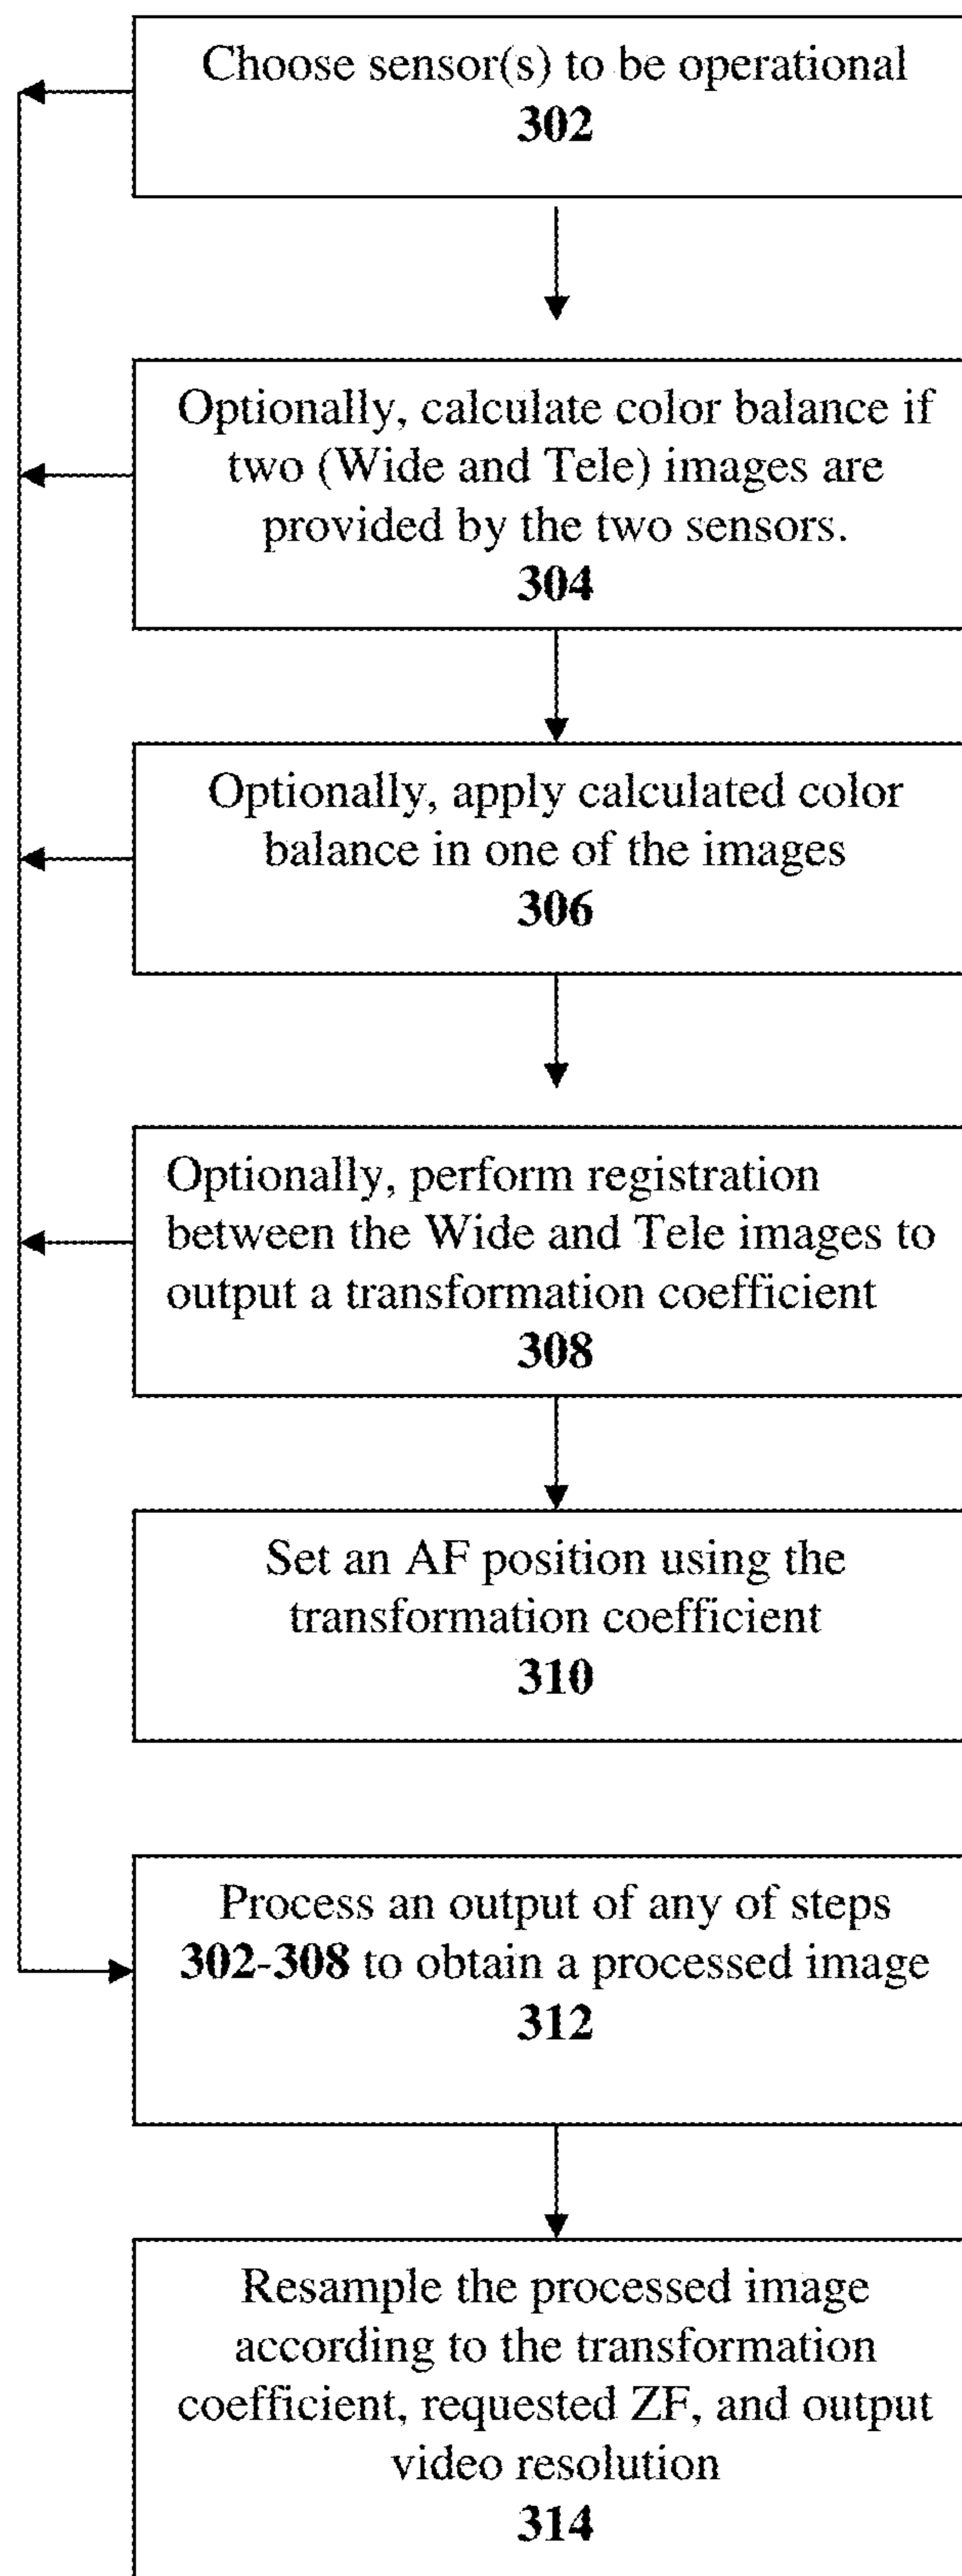 Choose sensor(s) to be operational
302
Optionally, calculate color balance if
two (Wide and Tele) images are
provided by the two sensors.
304
Optionally, apply calculated color
balance in one of the images
306
Optionally, perform registration
between the Wide and Tele images to
output a transformation coefficient
308
Set an AF position using the
transformation coefficient
310
Process an output of any of steps
302-308 to obtain a processed image
312
Resample the processed image
according to the transformation
coefficient, requested ZF, and output
video resolution
314